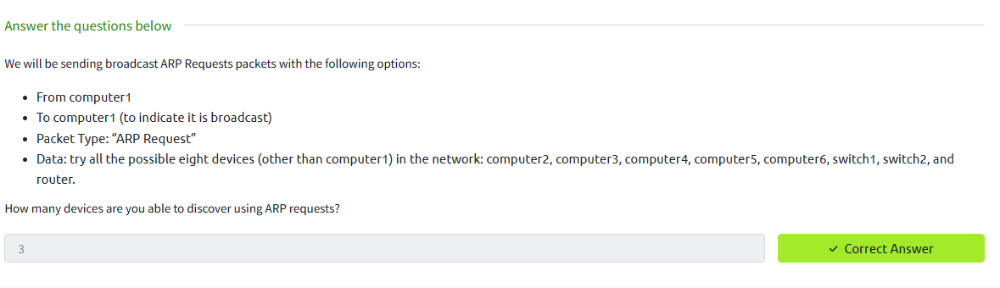 Answer the questions below
We will be sending broadcast ARP Requests packets with the following options:
• From computer1
• To computer1 (to indicate it is broadcast)
• Packet Type: “ARP Request”
• Data: try all the possible eight devices (other than computer1) in the network: computer2, computer3, computer4, computer5, computer6, switch1, switch2, and
router.
How many devices are you able to discover using ARP requests?
3
✓ Correct Answer